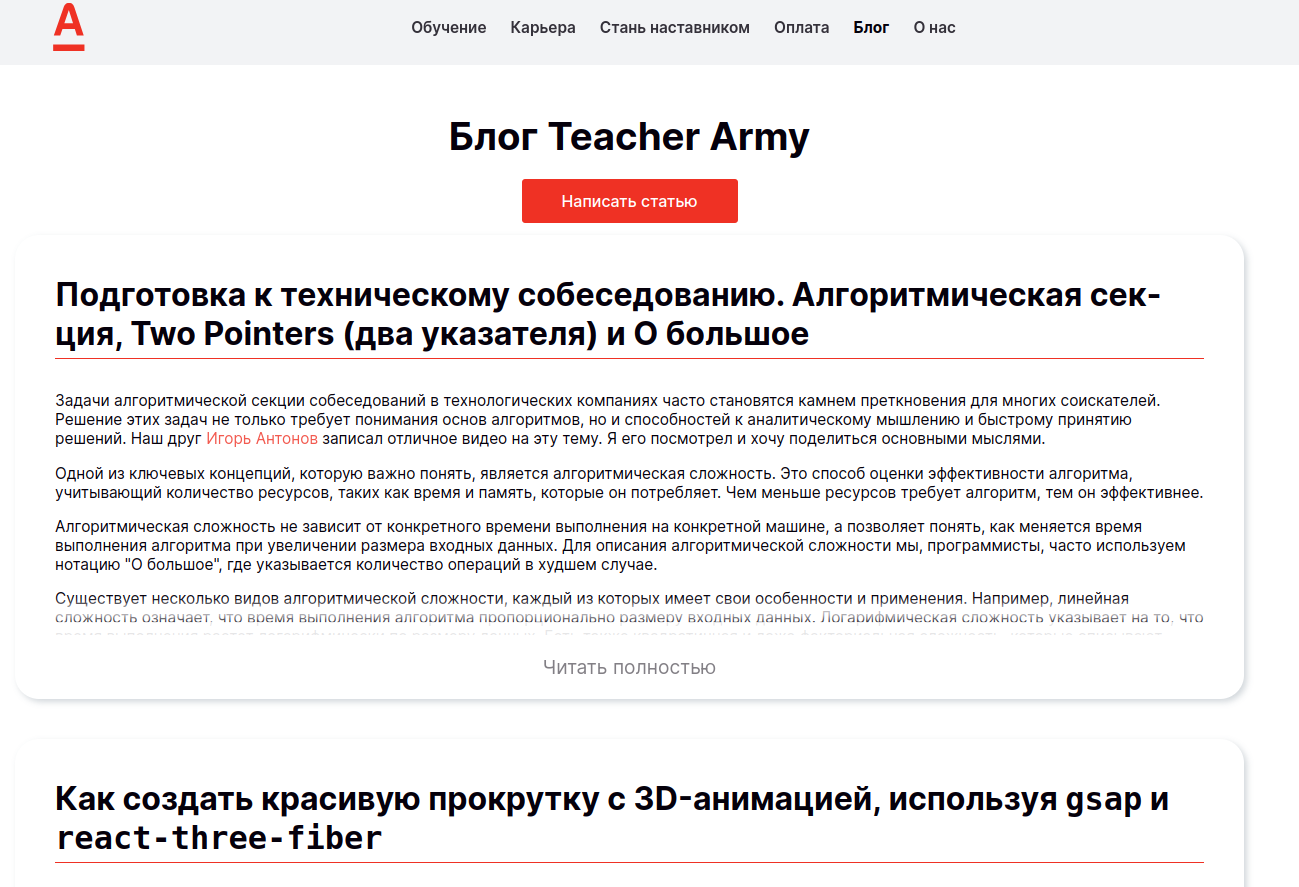 А
Обучение Карьера Стань наставником Оплата Блог О нас
Блог Teacher Army
Написать статью
Подготовка к техническому собеседованию. Алгоритмическая сек-
ция, Two Pointers (два указателя) и О большое
Задачи алгоритмической секции собеседований в технологических компаниях часто становятся камнем преткновения для многих соискателей.
Решение этих задач не только требует понимания основ алгоритмов, но и способностей к аналитическому мышлению и быстрому принятию
решений. Наш друг Игорь Антонов записал отличное видео на эту тему. Я его посмотрел и хочу поделиться основными мыслями.
Одной из ключевых концепций, которую важно понять, является алгоритмическая сложность. Это способ оценки эффективности алгоритма,
учитывающий количество ресурсов, таких как время и память, которые он потребляет. Чем меньше ресурсов требует алгоритм, тем он эффективнее.
Алгоритмическая сложность не зависит от конкретного времени выполнения на конкретной машине, а позволяет понять, как меняется время
выполнения алгоритма при увеличении размера входных данных. Для описания алгоритмической сложности мы, программисты, часто используем
нотацию "О большое", где указывается количество операций в худшем случае.
Существует несколько видов алгоритмической сложности, каждый из которых имеет свои особенности и применения. Например, линейная
сложность означает, что время выполнения алгоритма пропорционально размеру входных данных. Логарифмическая сложность указывает на то, что
Читать полностью
Как создать красивую прокрутку с 3D-анимацией, используя gsap и
react-three-fiber